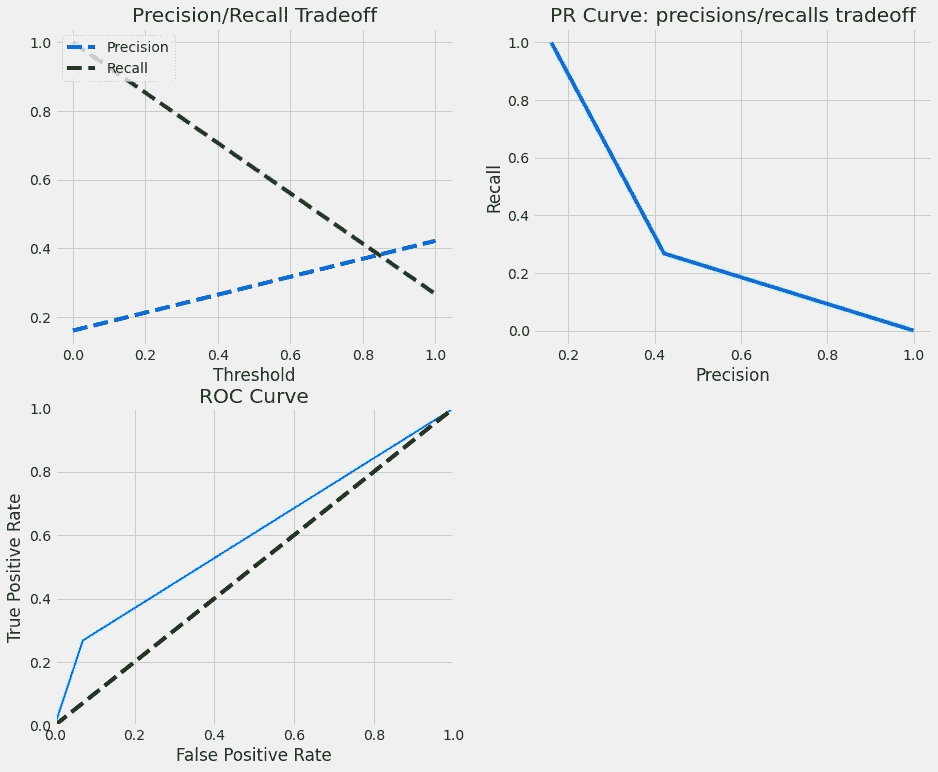 Precision/Recall Tradeoff
1.0
0.8
0.6
0.4
0.2
Precision
Recall
0.0 0.2 0.4 0.6 0.8 1.0
Threshold
PR Curve: precisions/recalls tradeoff
Recall
1.0
0.8
0.6
0.4
0.2
0.0
0.2 0.4 0.6 0.8 1.0
Precision
ROC Curve
True Positive Rate
1.0
0.8
0.6
0.4
0.2
0.0
0.0 0.2 0.4 0.6 0.8 1.0
False Positive Rate